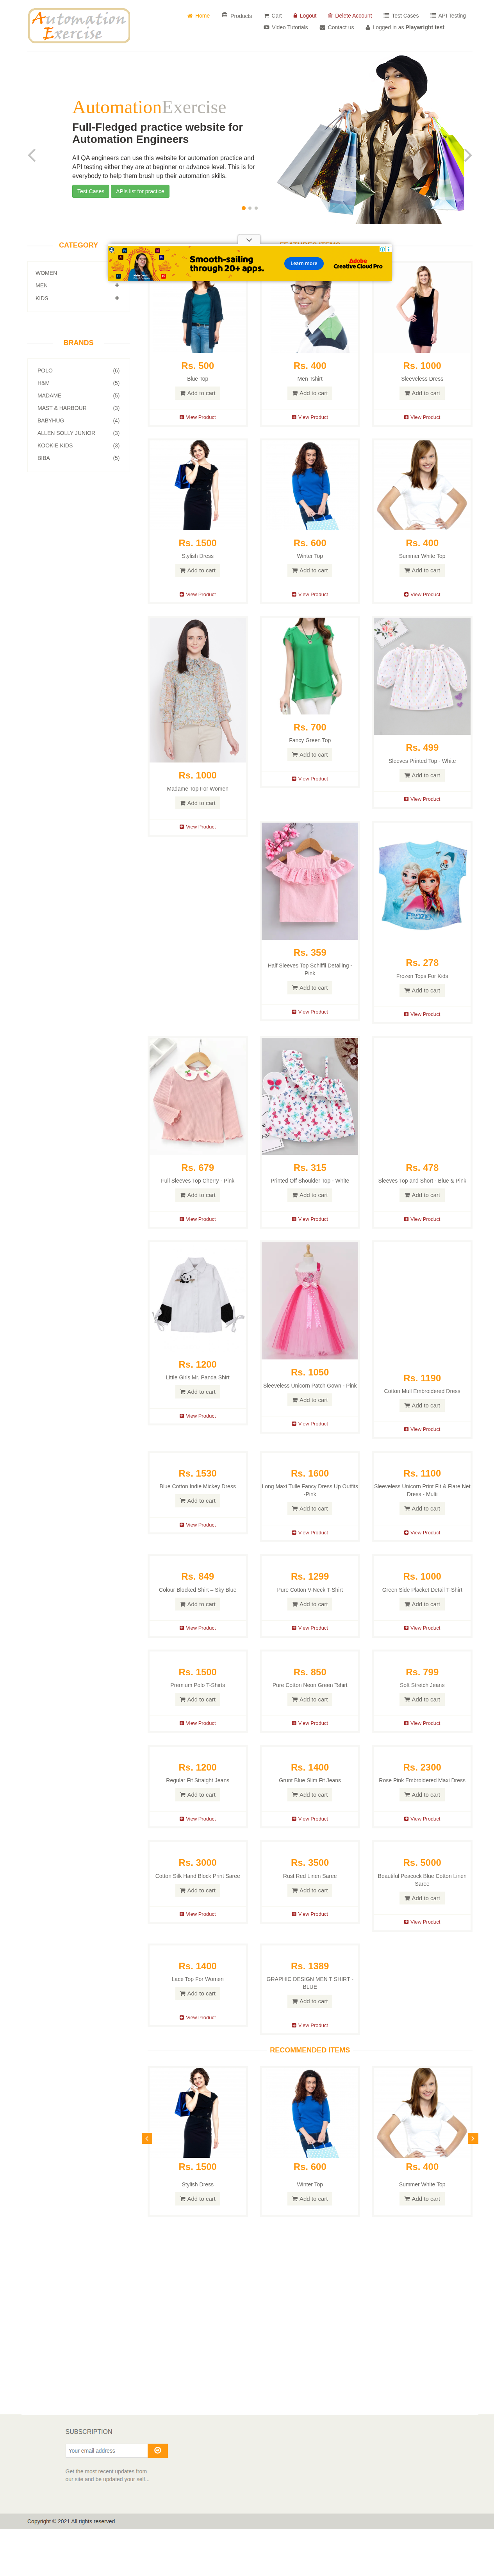 Automation
Exercise
Home
Products
Cart
Logout
Delete Account
Test Cases
API Testing
Video Tutorials
Contact us
Logged in as Playwright test
AutomationExercise
Full-Fledged practice website for
Automation Engineers
All QA engineers can use this website for automation practice and
API testing either they are at beginner or advance level. This is for
everybody to help them brush up their automation skills.
Test Cases
APIs list for practice
CATEGORY
WOMEN
MEN
KIDS
Smooth-sailing
through 20+ apps.
Learn more
Adobe
Creative Cloud Pro
BRANDS
POLO (6)
H&M (5)
MADAME (5)
MAST & HARBOUR (3)
BABYHUG (4)
ALLEN SOLLY JUNIOR (3)
KOOKIE KIDS (3)
BIBA (5)
Rs. 500
Blue Top
Add to cart
View Product
Rs. 400
Men Tshirt
Add to cart
View Product
Rs. 1000
Sleeveless Dress
Add to cart
View Product
Rs. 1500
Stylish Dress
Add to cart
View Product
Rs. 600
Winter Top
Add to cart
View Product
Rs. 400
Summer White Top
Add to cart
View Product
Rs. 1000
Madame Top For Women
Add to cart
View Product
Rs. 700
Fancy Green Top
Add to cart
View Product
Rs. 499
Sleeves Printed Top - White
Add to cart
View Product
Rs. 359
Half Sleeves Top Schiffli Detailing -
Pink
Add to cart
View Product
FROZEN
Rs. 278
Frozen Tops For Kids
Add to cart
View Product
Rs. 679
Full Sleeves Top Cherry - Pink
Add to cart
View Product
Rs. 315
Printed Off Shoulder Top - White
Add to cart
View Product
Rs. 478
Sleeves Top and Short - Blue & Pink
Add to cart
View Product
Rs. 1200
Little Girls Mr. Panda Shirt
Add to cart
View Product
Rs. 1050
Sleeveless Unicorn Patch Gown - Pink
Add to cart
View Product
Rs. 1190
Cotton Mull Embroidered Dress
Add to cart
View Product
Rs. 1530
Blue Cotton Indie Mickey Dress
Add to cart
View Product
Rs. 1600
Long Maxi Tulle Fancy Dress Up Outfits
-Pink
Add to cart
View Product
Rs. 1100
Sleeveless Unicorn Print Fit & Flare Net
Dress - Multi
Add to cart
View Product
Rs. 849
Colour Blocked Shirt – Sky Blue
Add to cart
View Product
Rs. 1299
Pure Cotton V-Neck T-Shirt
Add to cart
View Product
Rs. 1000
Green Side Placket Detail T-Shirt
Add to cart
View Product
Rs. 1500
Premium Polo T-Shirts
Add to cart
View Product
Rs. 850
Pure Cotton Neon Green Tshirt
Add to cart
View Product
Rs. 799
Soft Stretch Jeans
Add to cart
View Product
Rs. 1200
Regular Fit Straight Jeans
Add to cart
View Product
Rs. 1400
Grunt Blue Slim Fit Jeans
Add to cart
View Product
Rs. 2300
Rose Pink Embroidered Maxi Dress
Add to cart
View Product
Rs. 3000
Cotton Silk Hand Block Print Saree
Add to cart
View Product
Rs. 3500
Rust Red Linen Saree
Add to cart
View Product
Rs. 5000
Beautiful Peacock Blue Cotton Linen
Saree
Add to cart
View Product
Rs. 1400
Lace Top For Women
Add to cart
View Product
Rs. 1389
GRAPHIC DESIGN MEN T SHIRT -
BLUE
Add to cart
View Product
RECOMMENDED ITEMS
Rs. 1500
Stylish Dress
Add to cart
Rs. 600
Winter Top
Add to cart
Rs. 400
Summer White Top
Add to cart
SUBSCRIPTION
Your email address
Get the most recent updates from
our site and be updated your self...
Copyright © 2021 All rights reserved